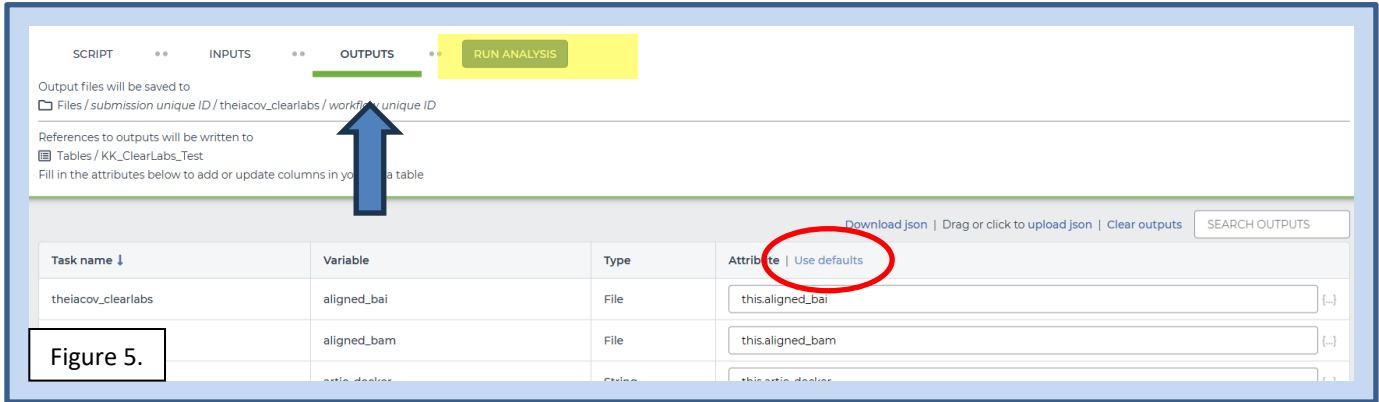 SCRIPT INPUTS OUTPUTS RUN ANALYSIS
Output files will be saved to
Files / submission unique ID / theiacov_clearlabs / workflow unique ID
References to outputs will be written to
Tables / KK_ClearLabs_Test
Fill in the attributes below to add or update columns in a table
Download json | Drag or click to upload json | Clear outputs SEARCH OUTPUTS
Task name ↓ Variable Type Attribute | Use defaults
theiacov_clearlabs aligned_bai File this.aligned_bai {...}
aligned_bam File this.aligned_bam {...}
Figure 5.